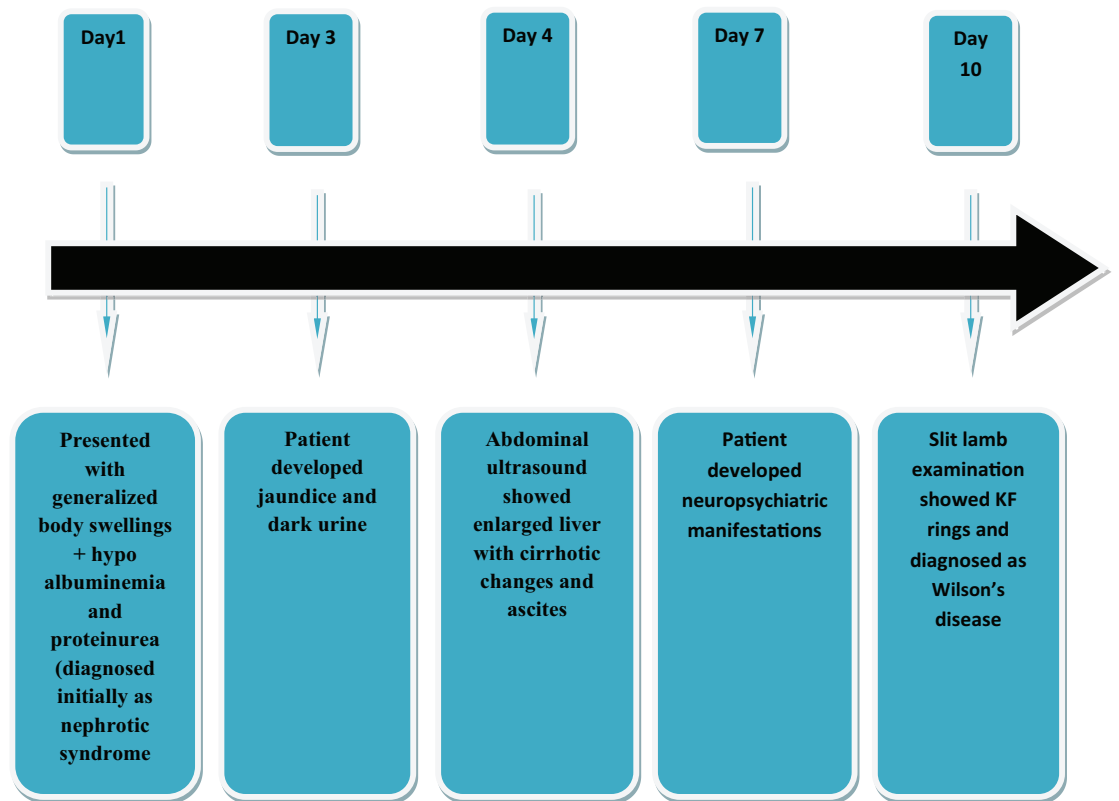 Day1
Day 3
Day 4
Day 7
Day
10
Presented
with
generalized
body swellings
+ hypo
albuminemia
and
proteinurea
(diagnosed
initially as
nephrotic
syndrome
Patient
developed
jaundice and
dark urine
Abdominal
ultrasound
showed
enlarged liver
with cirrhotic
changes and
ascites
Patient
developed
neuropsychiatric
manifestations
Slit lamb
examination
showed KF
rings and
diagnosed as
Wilson’s
disease